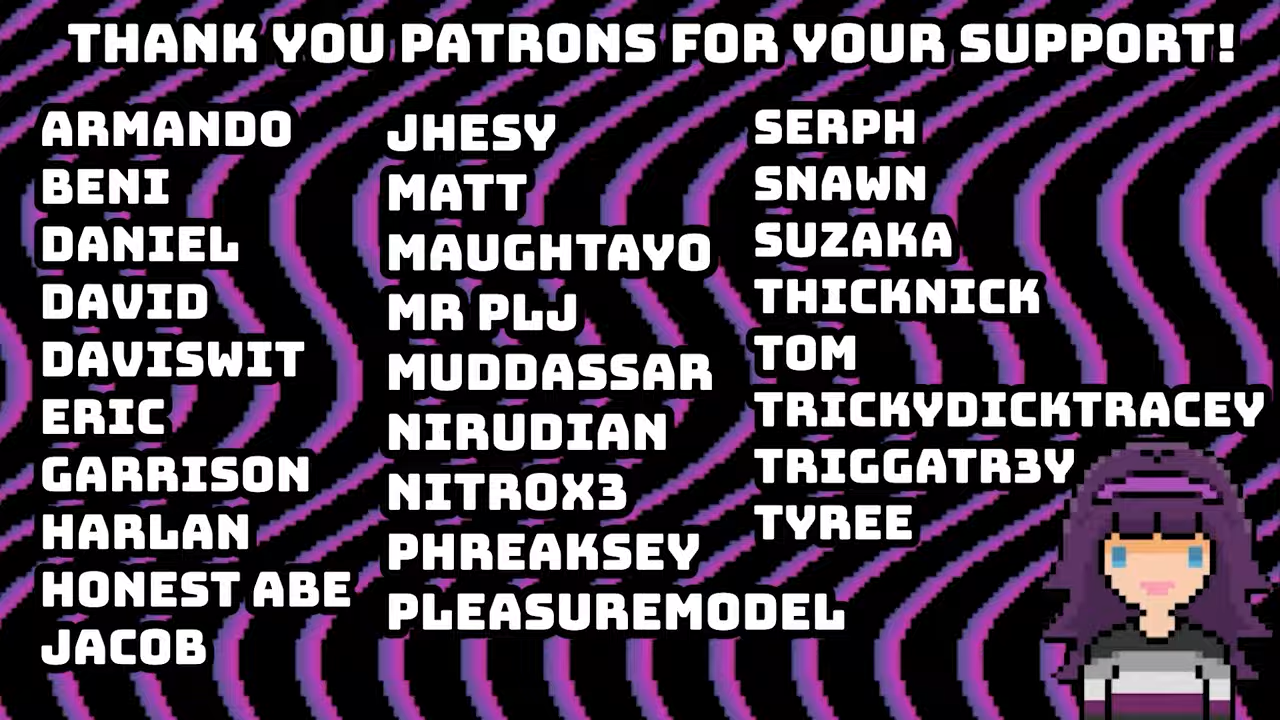 THANK YOU PATRONS FOR YOUR SUPPORT!
ARMANDO
BENI
DANIEL
DAVID
DAVISWIT
ERIC
GARRISON
HARLAN
HONEST ABE
JACOB
JHESY
MATT
MAUGHTAYO
MR PLJ
MUDDASSAR
NIRUDIAN
NITROX3
PHREAKSEY
PLEASUREMODEL
SERPH
SNAWN
SUZAKA
THICKNICK
TOM
TRICKYDICKTRACEY
TRIGGATR3Y
TYREE